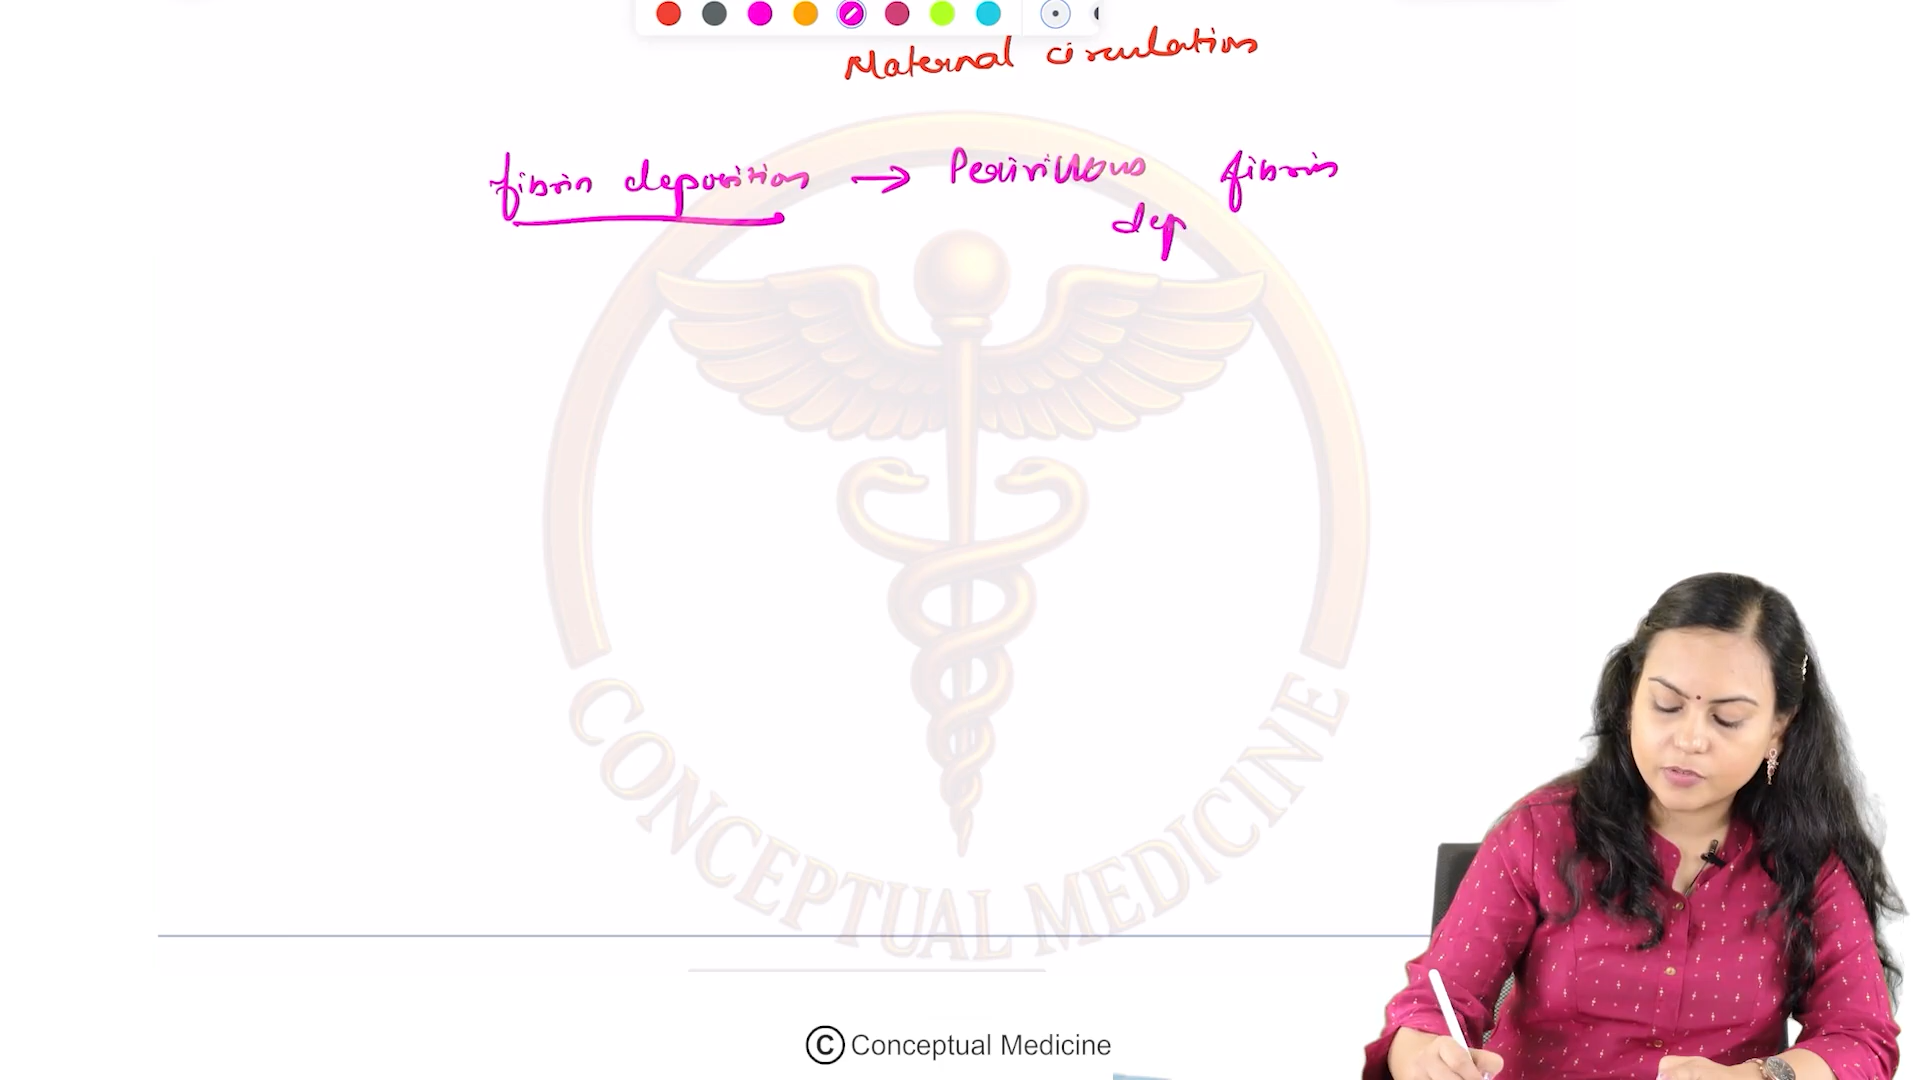 Maternal circulation
fibrin deposition → Perivillous fibrin
dep
CONCEPTUAL MEDICINE
© Conceptual Medicine